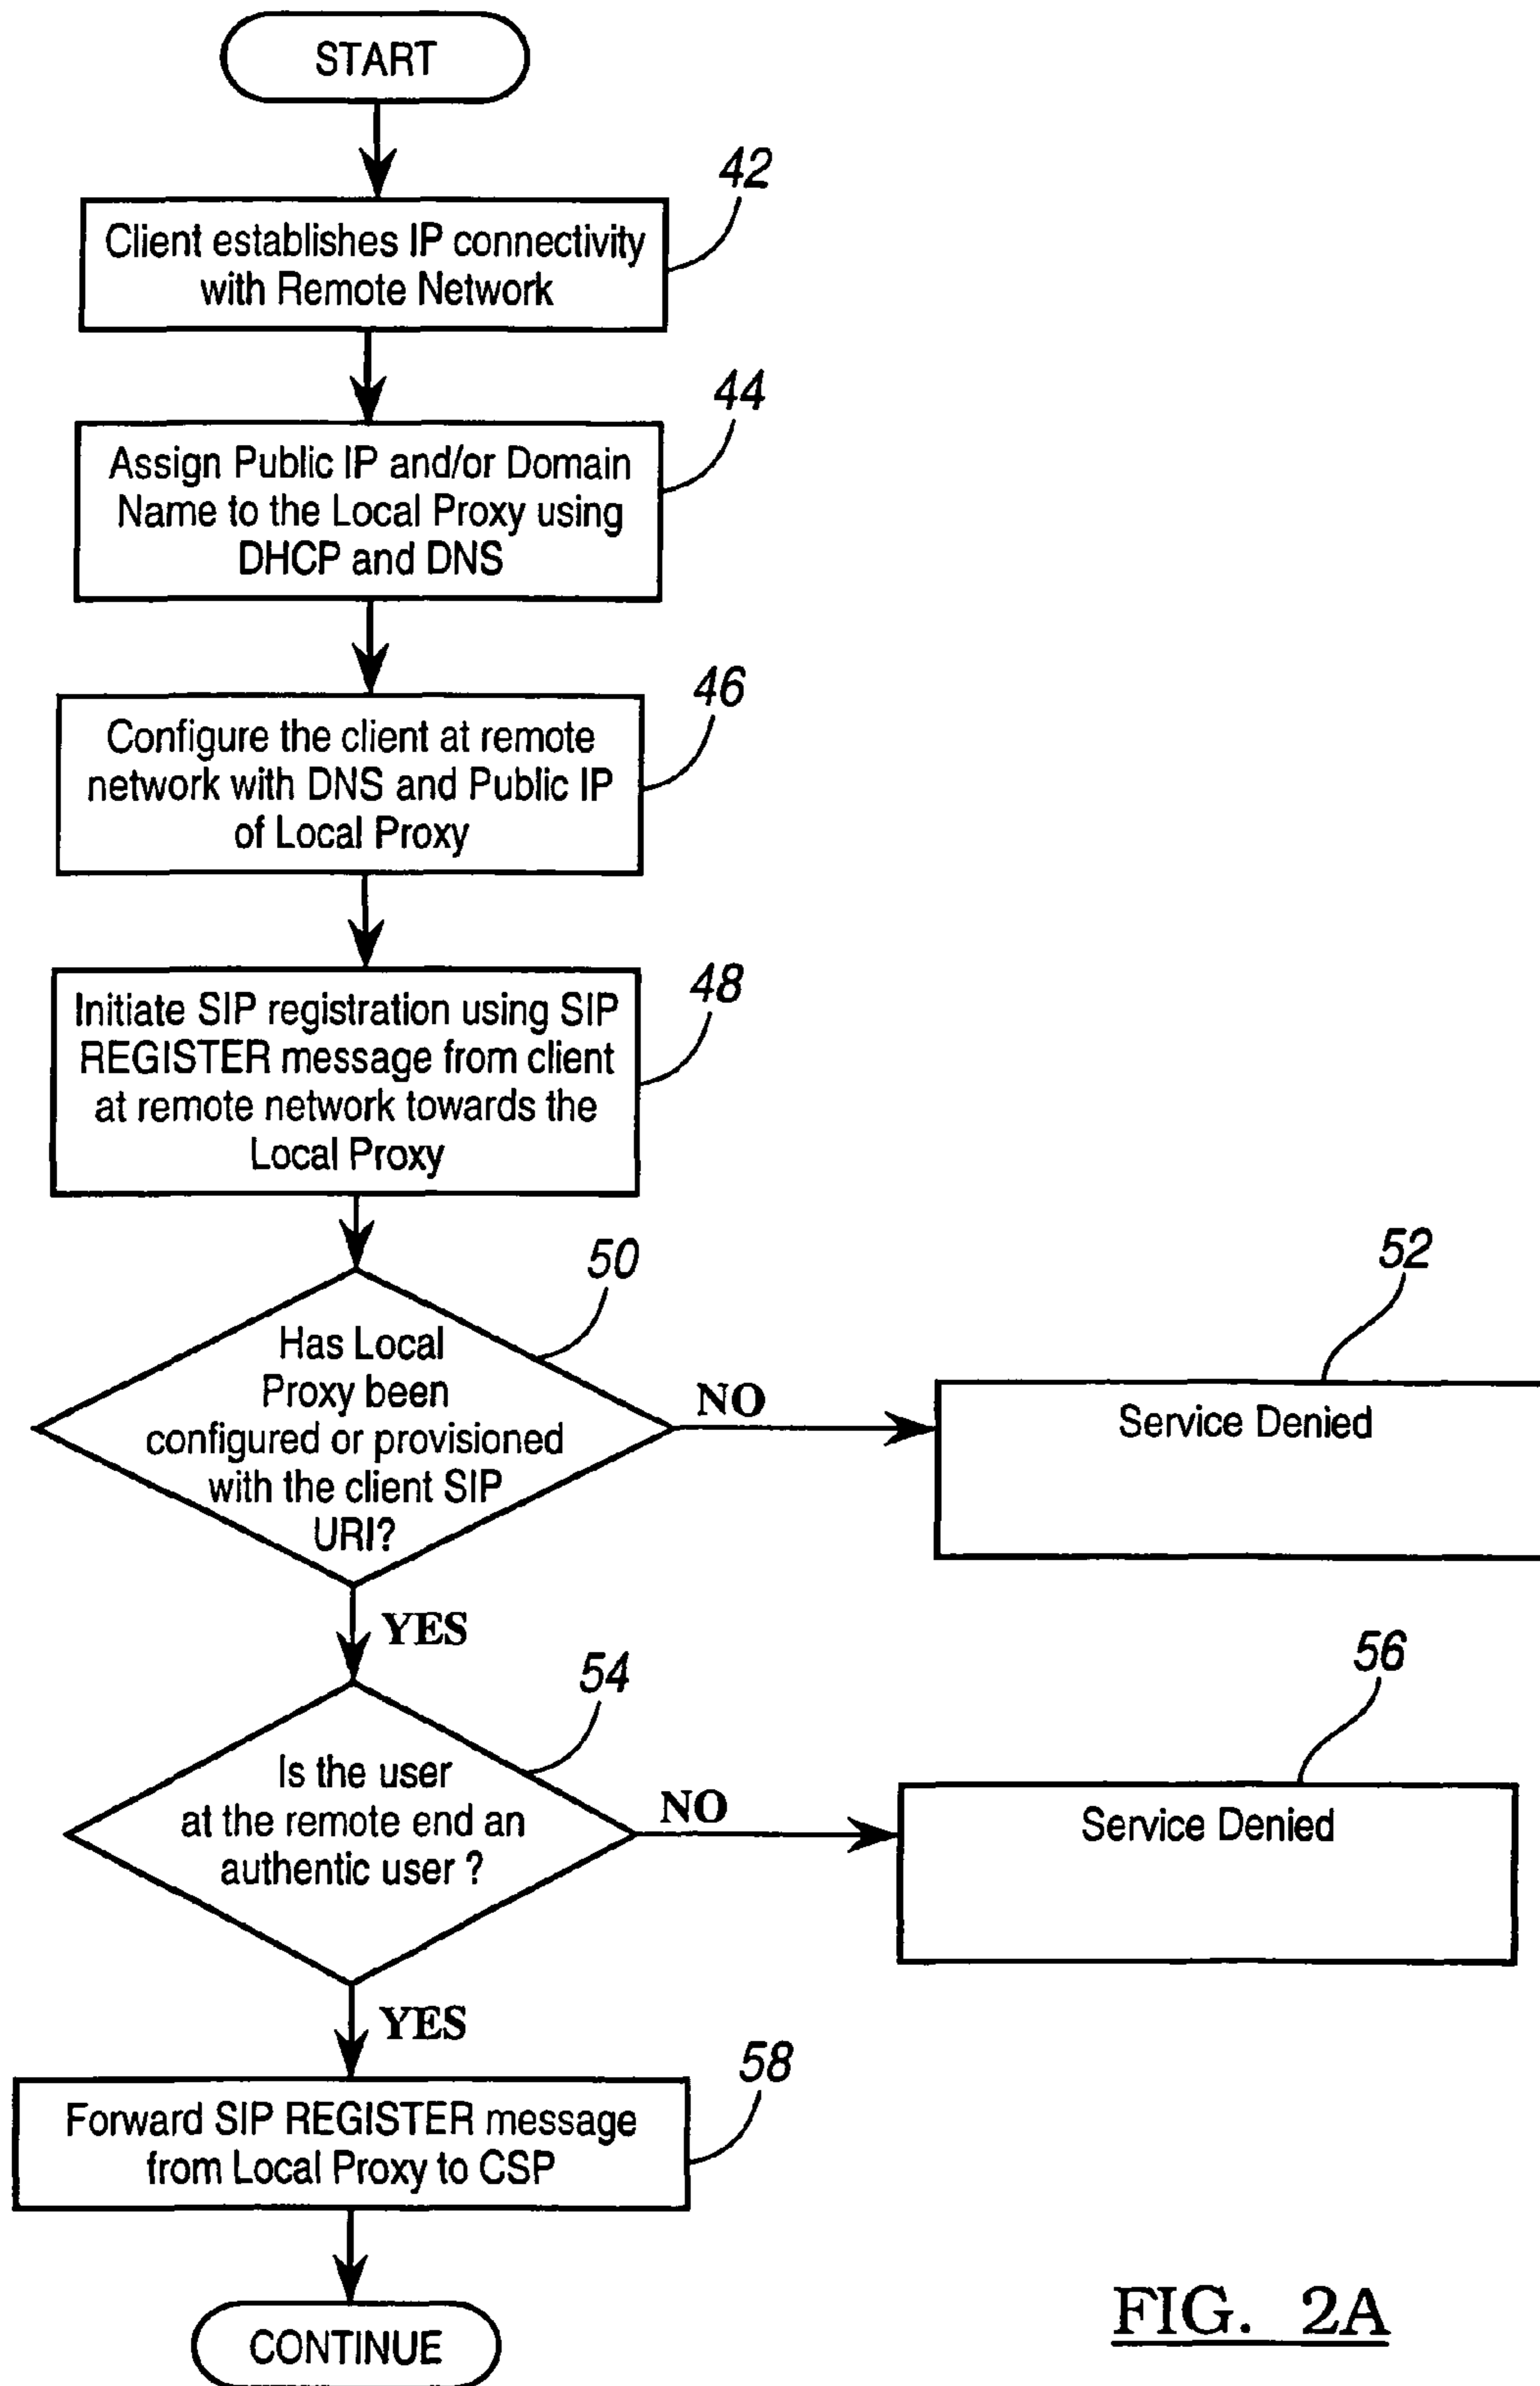 START
42
Client establishes IP connectivity
with Remote Network
44
Assign Public IP and/or Domain
Name to the Local Proxy using
DHCP and DNS
46
Configure the client at remote
network with DNS and Public IP
of Local Proxy
48
Initiate SIP registration using SIP
REGISTER message from client
at remote network towards the
Local Proxy
50
Has Local
Proxy been
configured or provisioned
with the client SIP
URI?
NO
52
Service Denied
YES
54
Is the user
at the remote end an
authentic user ?
NO
56
Service Denied
YES
58
Forward SIP REGISTER message
from Local Proxy to CSP
CONTINUE
FIG. 2A